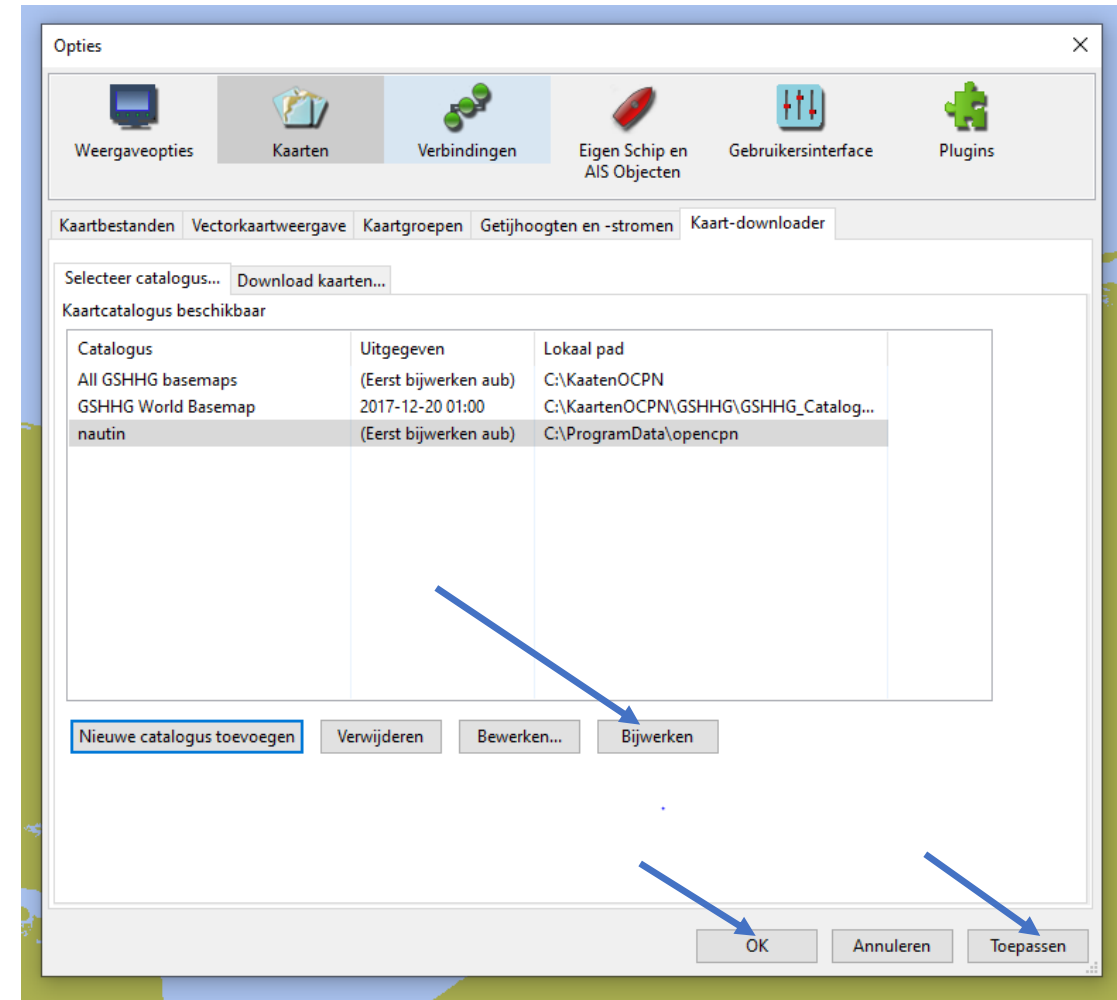 Opties
Weergaveopties
Kaarten
Verbindingen
Eigen Schip en
AIS Objecten
Gebruikersinterface
Plugins
Kaartbestanden Vectorkaartweergave Kaartgroepen Getijhoogten en -stromen Kaart-downloader
Selecteer catalogus... Download kaarten...
Kaartcatalogus beschikbaar
Catalogus Uitgegeven Lokaal pad
All GSHHG basemaps (Eerst bijwerken aub) C:\KaatenOCPN
GSHHG World Basemap 2017-12-20 01:00 C:\KaartenOCPN\GSHHG\GSHHG_Catalog...
nautin (Eerst bijwerken aub) C:\ProgramData\opencpn
Nieuwe catalogus toevoegen Verwijderen Bewerken... Bijwerken
OK Annuleren Toepassen